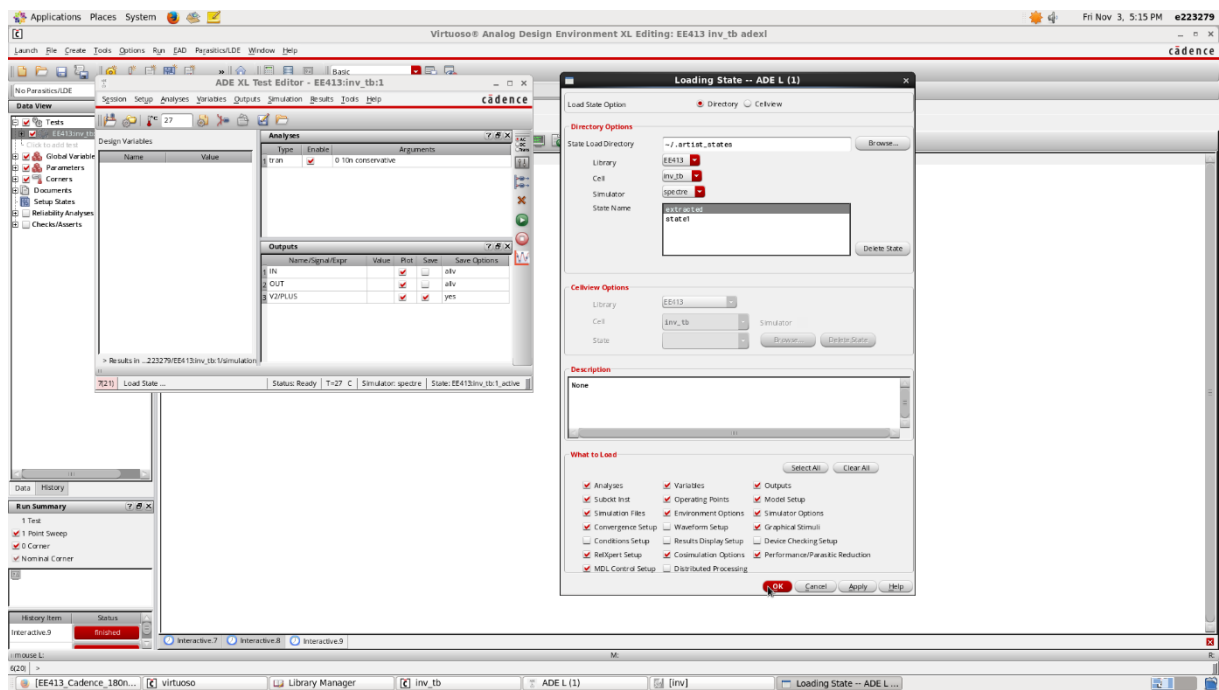 Applications Places System Fri Nov 3, 5:15 PM e223279
Virtuoso® Analog Design Environment XL Editing: EE413 inv_tb adexl
Launch File Create Tools Options Run EAD Parasitics/LDE Window Help cādence
Basic
No Parasitics/LDE
Data View
Tests
EE413:inv_tb
Click to add test
Global Variable
Parameters
Corners
Documents
Setup States
Reliability Analyses
Checks/Asserts
Data History
Run Summary
1 Test
1 Point Sweep
0 Corner
Nominal Corner
History Item Status
Interactive.9 finished
ADE XL Test Editor - EE413:inv_tb:1
Session Setup Analyses Variables Outputs Simulation Results Tools Help cādence
27
Design Variables
Name Value
Analyses
Type Enable Arguments
1 tran 0 10n conservative
Outputs
Name/Signal/Expr Value Plot Save Save Options
1 IN allv
2 OUT allv
3 V2/PLUS yes
> Results in ...223279/EE413:inv_tb:1/simulation
7(21) Load State ... Status: Ready T=27 C Simulator: spectre State: EE413:inv_tb:1_active
AC
DC
Trans
Loading State -- ADE L (1)
Load State Option Directory Cellview
Directory Options
State Load Directory ~/.artist_states Browse...
Library EE413
Cell inv_tb
Simulator spectre
State Name extracted
state1
Delete State
Cellview Options
Library EE413
Cell inv_tb Simulator
State Browse... Delete State
Description
None
What to Load
Select All Clear All
Analyses Variables Outputs
Subckt Inst Operating Points Model Setup
Simulation Files Environment Options Simulator Options
Convergence Setup Waveform Setup Graphical Stimuli
Conditions Setup Results Display Setup Device Checking Setup
RelXpert Setup Cosimulation Options Performance/Parasitic Reduction
MDL Control Setup Distributed Processing
OK Cancel Apply Help
Interactive.7 Interactive.8 Interactive.9
mouse L: M: R:
6(20) >
[EE413_Cadence_180n... virtuoso Library Manager inv_tb ADE L (1) [inv] Loading State -- ADE L ...